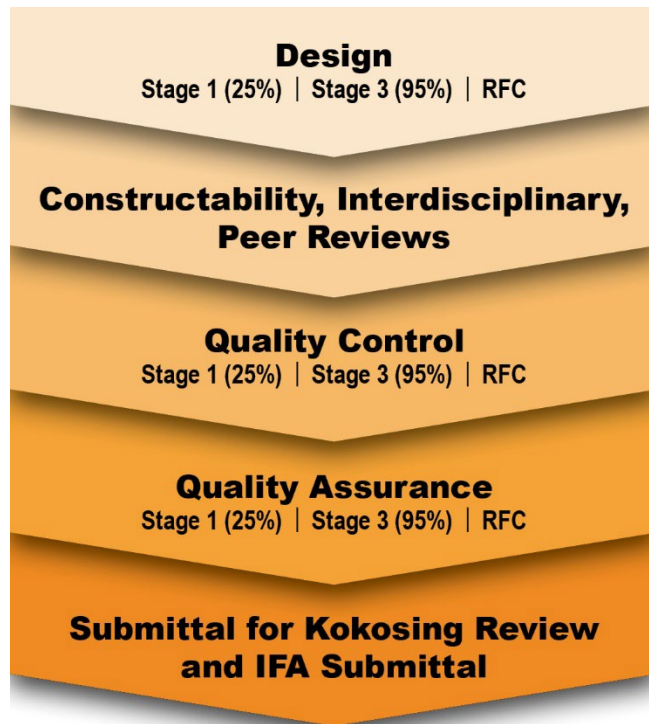 Design
Stage 1 (25%) | Stage 3 (95%) | RFC
Constructability, Interdisciplinary,
Peer Reviews
Quality Control
Stage 1 (25%) | Stage 3 (95%) | RFC
Quality Assurance
Stage 1 (25%) | Stage 3 (95%) | RFC
Submittal for Kokosing Review
and IFA Submittal